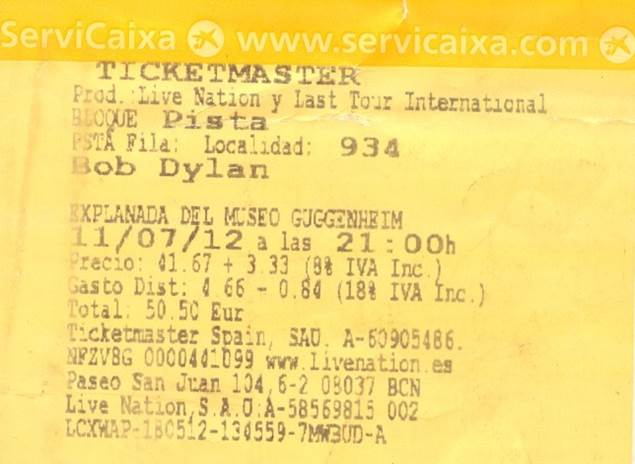 ServiCaixa www.servicaixa.com
TICKETMASTER
Prod. Live Nation y Last Tour International
BLOQUE Pista
PSTA Fila: Localidad: 934
Bob Dylan
EXPLANADA DEL MUSEO GUGGENHEIM
11/07/12 a las 21:00h
Precio: 41.67 + 3.33 (8% IVA Inc.)
Gasto Dist: 4.66 - 0.84 (18% IVA Inc.)
Total: 50.50 Eur
Ticketmaster Spain, SAU. A-60905486.
NFZV8G 0000441099 www.livenation.es
Paseo San Juan 104,6-2 08037 BCN
Live Nation,S.A.U:A-58569815 002
LCXWAP-180512-134559-7MW3UD-A